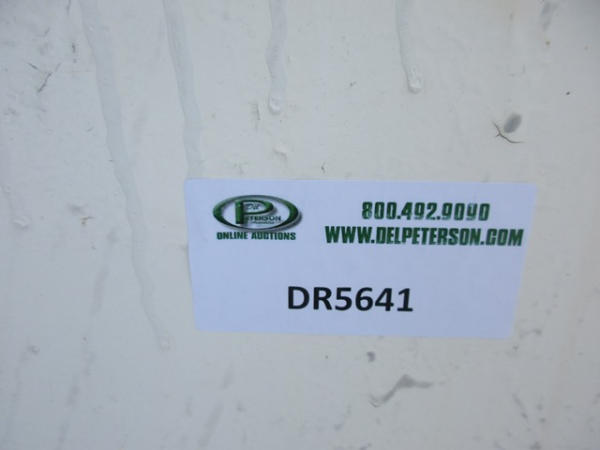 Del
PETERSON
ONLINE AUCTIONS
800.492.9090
WWW.DELPETERSON.COM
DR5641